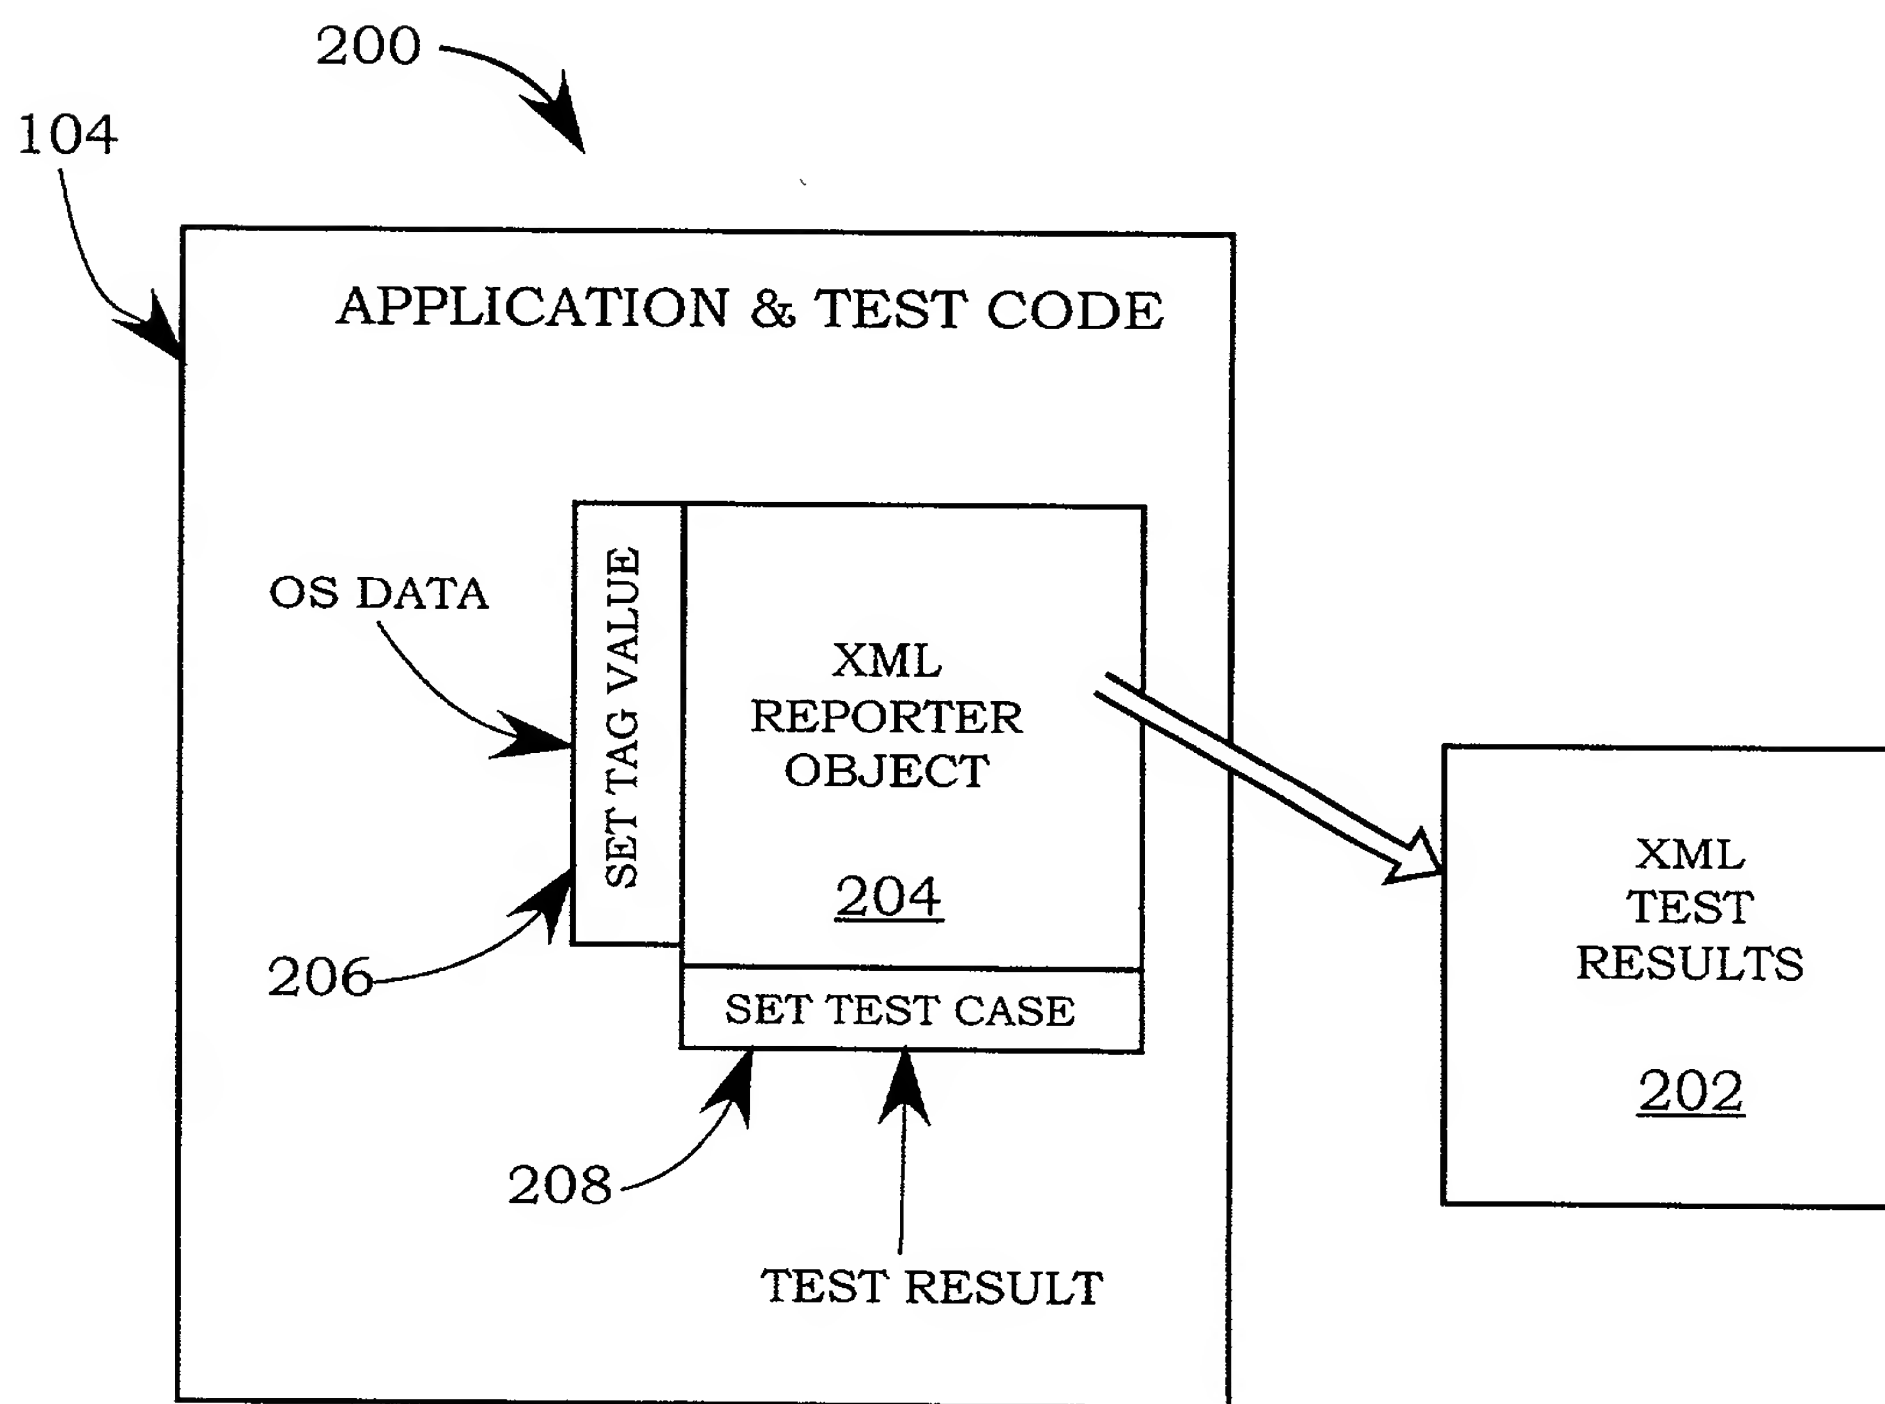 200
104
APPLICATION & TEST CODE
OS DATA
SET TAG VALUE
XML
REPORTER
OBJECT
204
206
SET TEST CASE
208
TEST RESULT
XML
TEST
RESULTS
202